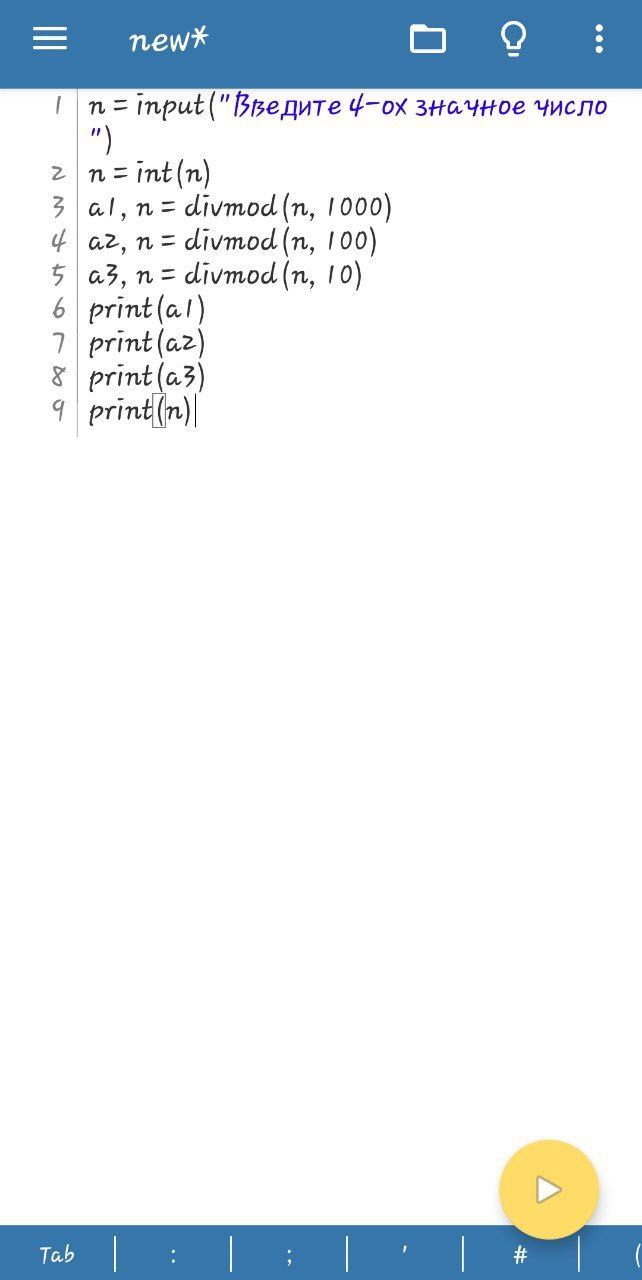 new*
1 n = input("Введите 4-ох значное число
")
2 n = int(n)
3 a1, n = divmod(n, 1000)
4 a2, n = divmod(n, 100)
5 a3, n = divmod(n, 10)
6 print(a1)
7 print(a2)
8 print(a3)
9 print(n)
Tab : ; ' # (